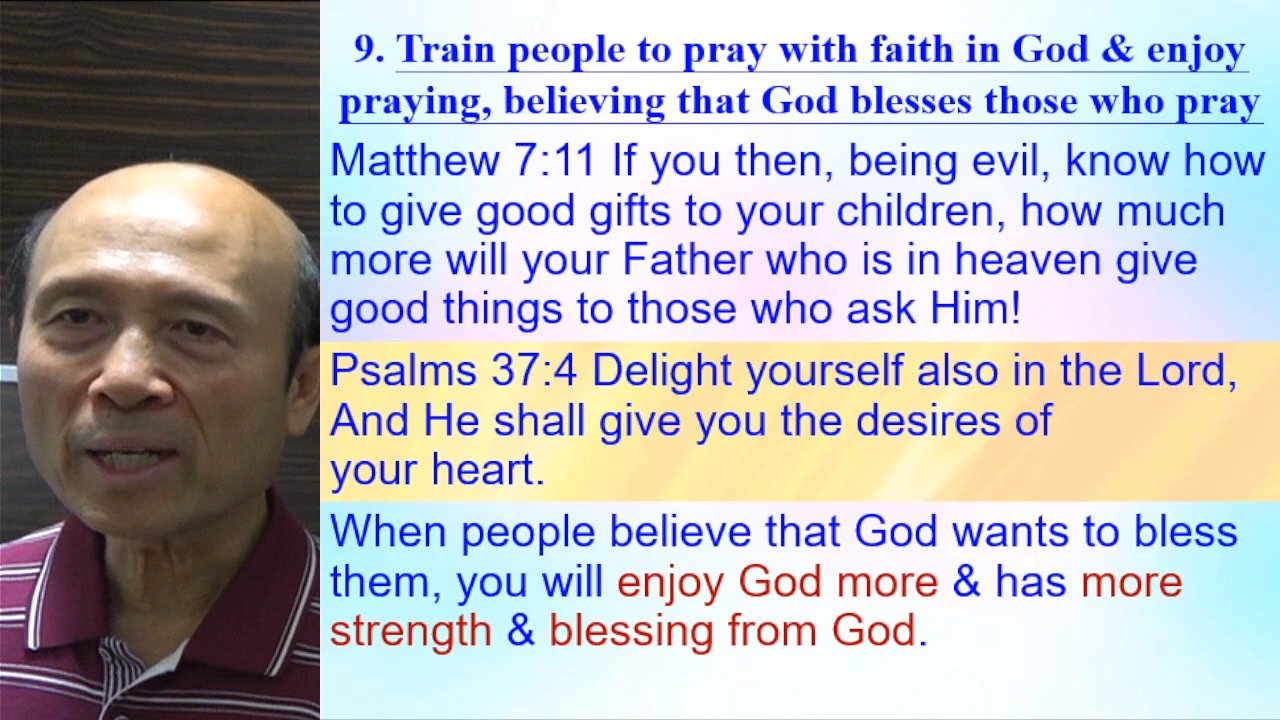 9. Train people to pray with faith in God & enjoy
praying, believing that God blesses those who pray
Matthew 7:11 If you then, being evil, know how
to give good gifts to your children, how much
more will your Father who is in heaven give
good things to those who ask Him!
Psalms 37:4 Delight yourself also in the Lord,
And He shall give you the desires of
your heart.
When people believe that God wants to bless
them, you will enjoy God more & has more
strength & blessing from God.